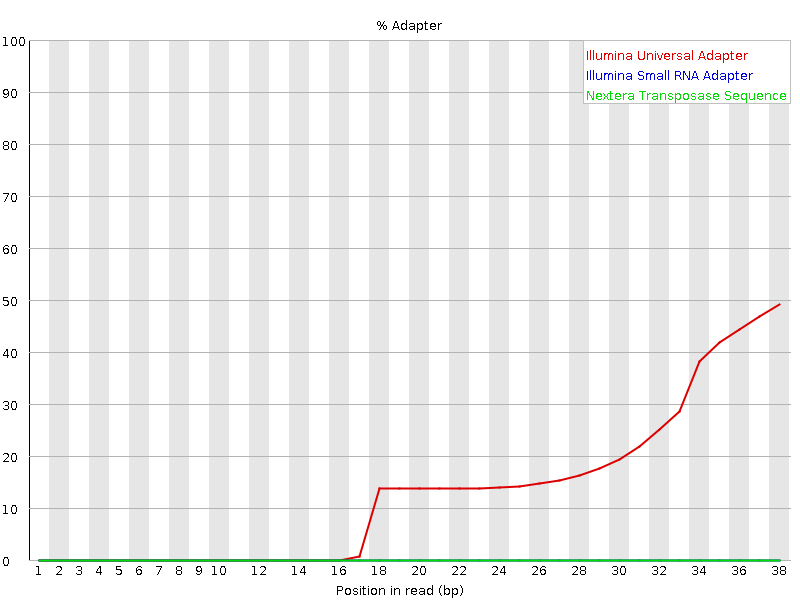 % Adapter
100
90
80
70
60
50
40
30
20
10
0
Illumina Universal Adapter
Illumina Small RNA Adapter
Nextera Transposase Sequence
1 2 3 4 5 6 7 8 9 10 12 14 16 18 20 22 24 26 28 30 32 34 36 38
Position in read (bp)